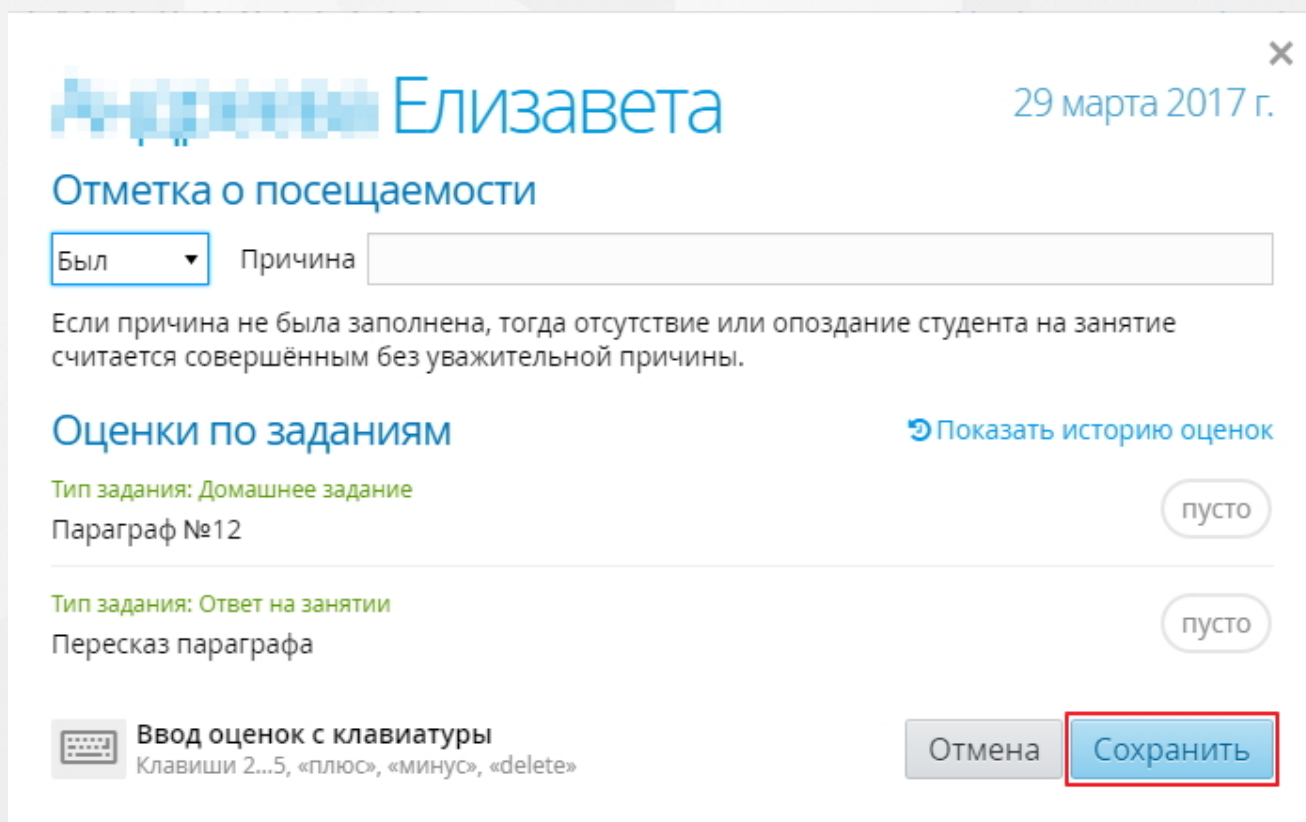 Елизавета
29 марта 2017 г.
Отметка о посещаемости
Был
Причина
Если причина не была заполнена, тогда отсутствие или опоздание студента на занятие
считается совершённым без уважительной причины.
Оценки по заданиям
Показать историю оценок
Тип задания: Домашнее задание
Параграф №12
пусто
Тип задания: Ответ на занятии
Пересказ параграфа
пусто
Ввод оценок с клавиатуры
Клавиши 2...5, «плюс», «минус», «delete»
Отмена
Сохранить